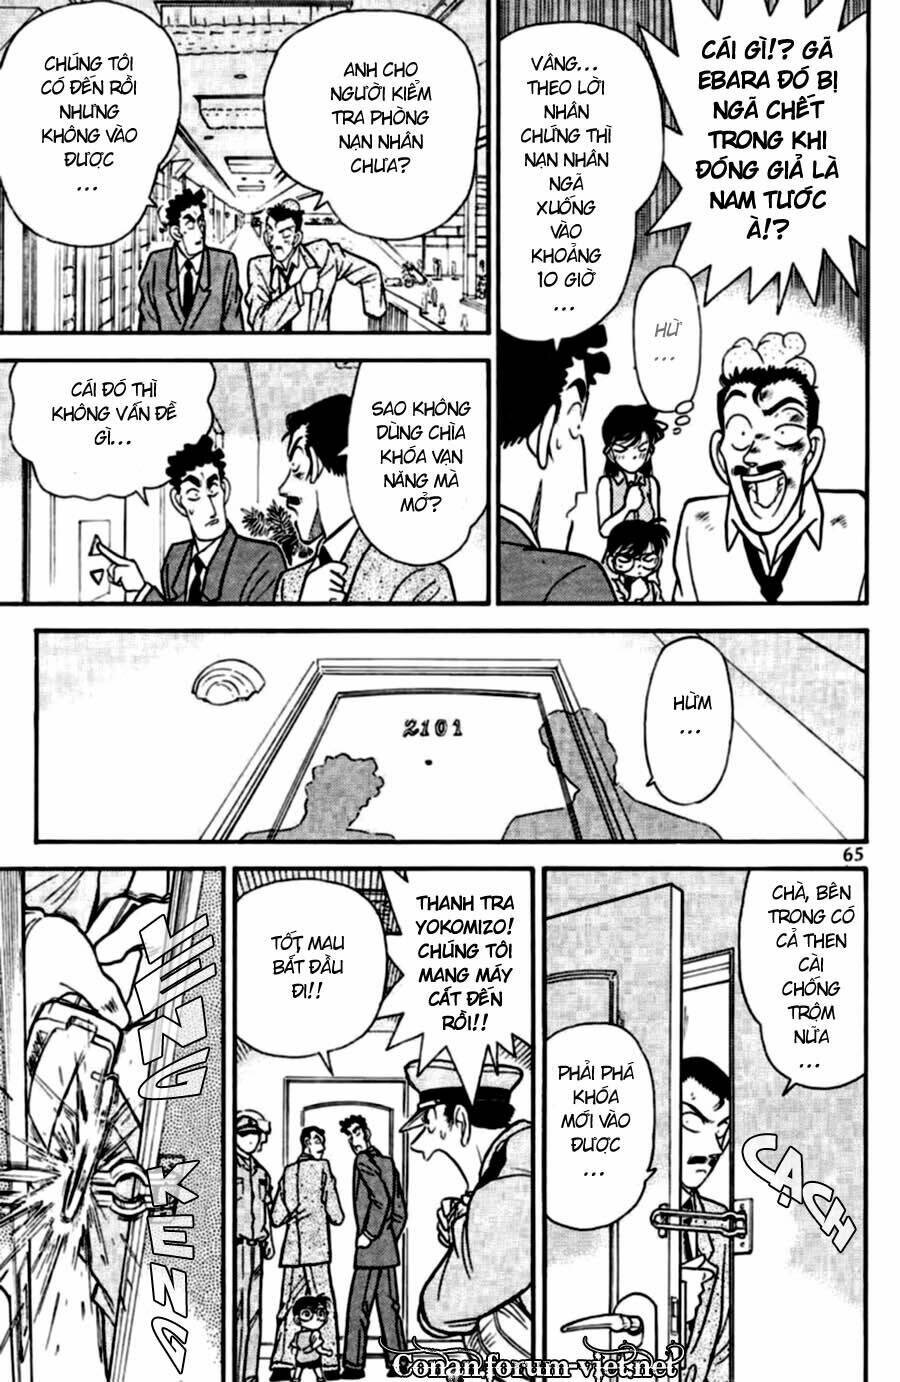 CÁI GÌ!? GÃ
EBARA ĐÓ BỊ
NGÃ CHẾT
TRONG KHI
ĐÓNG GIẢ LÀ
NAM TƯỚC
À!?
VÂNG...
THEO LỜI
NHÂN
CHỨNG THÌ
NẠN NHÂN
NGÃ
XUỐNG
VÀO
KHOẢNG
10 GIỜ
...
HỪ
...
ANH CHO
NGƯỜI KIỂM
TRA PHÒNG
NẠN NHÂN
CHƯA?
CHÚNG TÔI
CÓ ĐẾN RỒI
NHƯNG
KHÔNG VÀO
ĐƯỢC
...
SAO KHÔNG
DÙNG CHÌA
KHÓA VẠN
NĂNG MÀ
MỞ?
CÁI ĐÓ THÌ
KHÔNG VẤN ĐỀ
GÌ...
HỪM
...
2101
65
CHÀ, BÊN
TRONG CÓ
CẢ THEN
CÀI
CHỐNG
TRỘM
NỮA
...
CẠCH
PHẢI PHÁ
KHÓA
MỚI VÀO
ĐƯỢC
...
THANH TRA
YOKOMIZO!
CHÚNG TÔI
MANG MÁY
CẮT ĐẾN
RỒI!!
TỐT, MAU
BẮT ĐẦU
ĐI!!
KENG
Conan.forum-viet.net